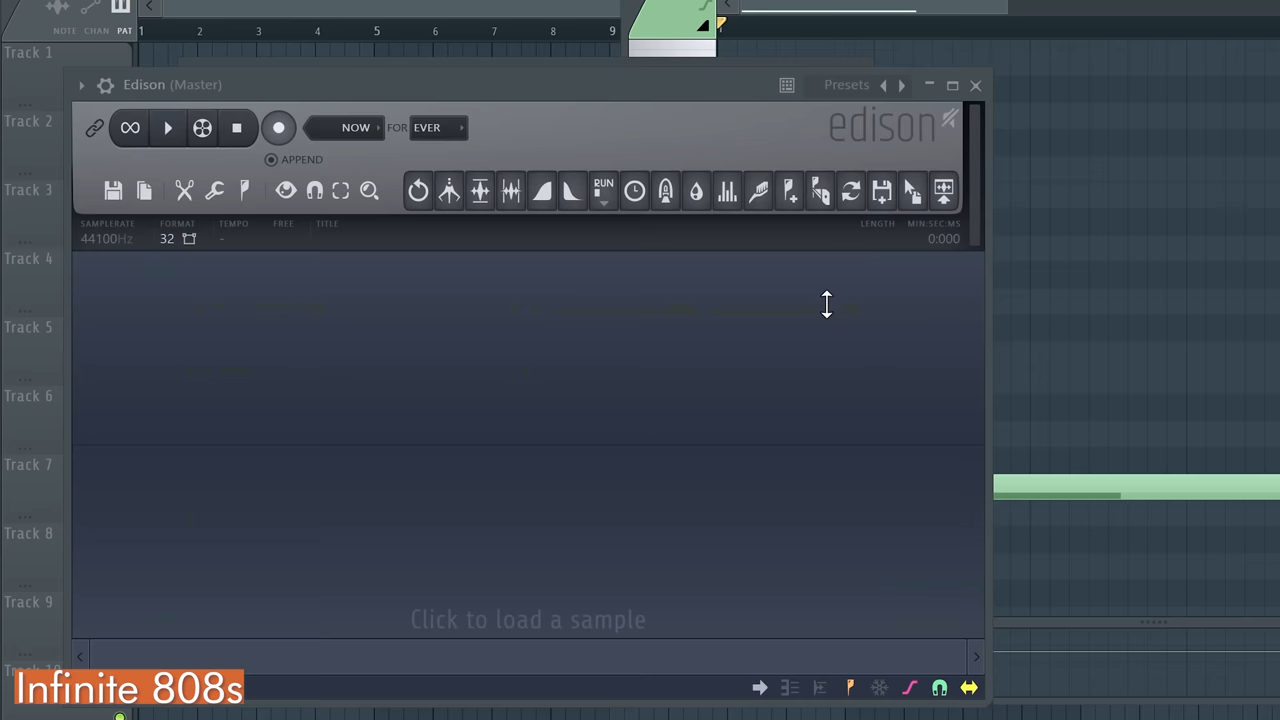 NOTE CHAN PAT
1 2 3 4 5 6 7 8 9
Track 1
Edison (Master)
Presets
Track 2
NOW FOR EVER
edison
APPEND
Track 3
RUN
SAMPLERATE FORMAT TEMPO FREE TITLE LENGTH MIN:SEC:MS
44100Hz 32 - 0:000
Track 4
Track 5
Track 6
Track 7
Track 8
Track 9
Click to load a sample
Infinite 808s